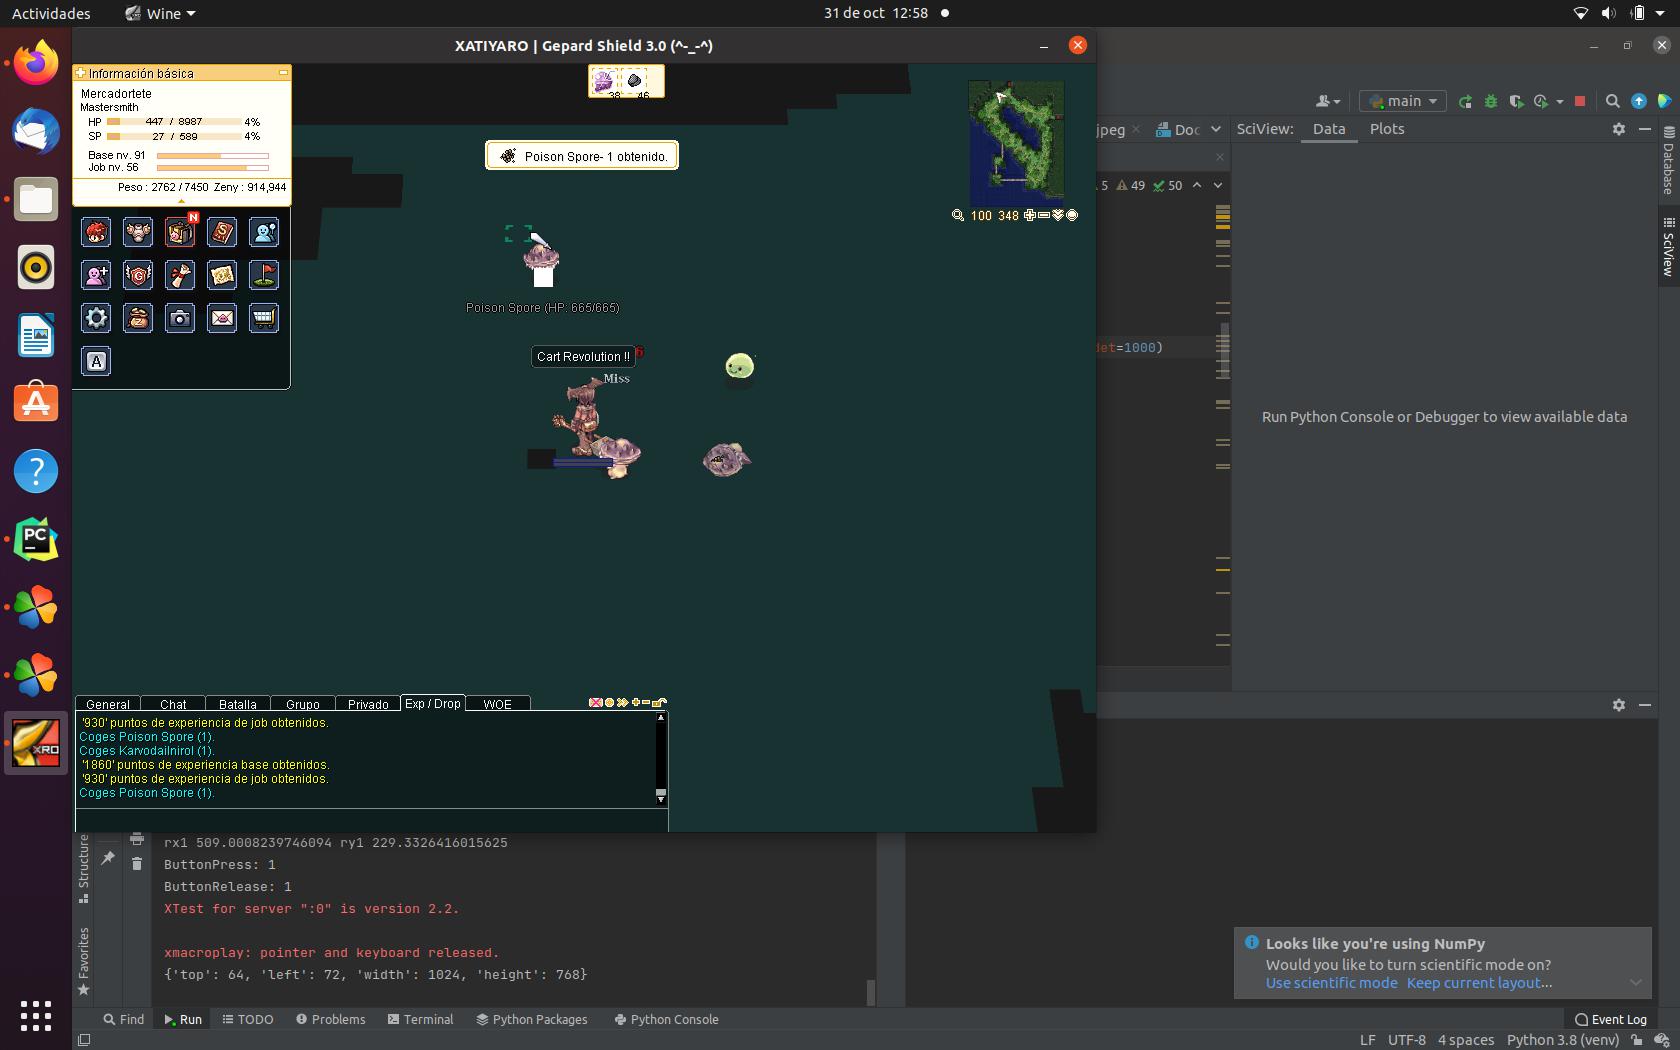 Actividades
Wine
31 de oct 12:58
XATIYARO | Gepard Shield 3.0 (^-_-^)
Información básica
Mercadortete
Mastersmith
HP 447 / 8987 4%
SP 27 / 589 4%
Base nv. 91
Job nv. 56
Peso : 2762 / 7450 Zeny : 914,944
N
A
38 46
Poison Spore- 1 obtenido.
100 348
Poison Spore (HP: 665/665)
Cart Revolution !!
6
Miss
General Chat Batalla Grupo Privado Exp / Drop WOE
'930' puntos de experiencia de job obtenidos.
Coges Poison Spore (1).
Coges Karvodailnirol (1).
'1860' puntos de experiencia base obtenidos.
'930' puntos de experiencia de job obtenidos.
Coges Poison Spore (1).
main
jpeg Doc
SciView: Data Plots
5 49 50
det=1000)
Run Python Console or Debugger to view available data
Database
SciView
PC
XRO
Structure
Favorites
rx1 509.0008239746094 ry1 229.3326416015625
ButtonPress: 1
ButtonRelease: 1
XTest for server ":0" is version 2.2.
xmacroplay: pointer and keyboard released.
{'top': 64, 'left': 72, 'width': 1024, 'height': 768}
Looks like you're using NumPy
Would you like to turn scientific mode on?
Use scientific mode Keep current layout...
Find Run TODO Problems Terminal Python Packages Python Console
Event Log
LF UTF-8 4 spaces Python 3.8 (venv)